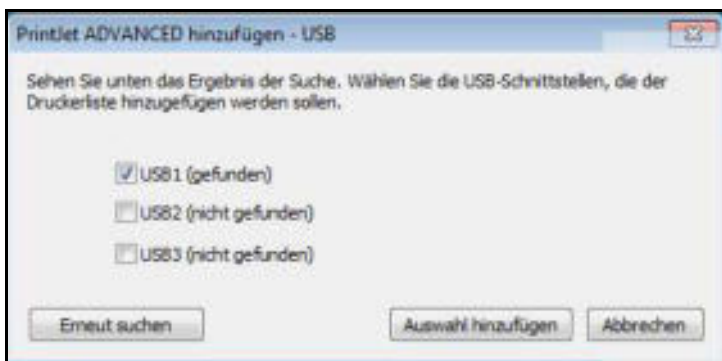 PrintJet ADVANCED hinzufügen - USB
Sehen Sie unten das Ergebnis der Suche. Wählen Sie die USB-Schnittstellen, die der
Druckerliste hinzugefügen werden sollen.
USB1 (gefunden)
USB2 (nicht gefunden)
USB3 (nicht gefunden)
Erneut suchen Auswahl hinzufügen Abbrechen